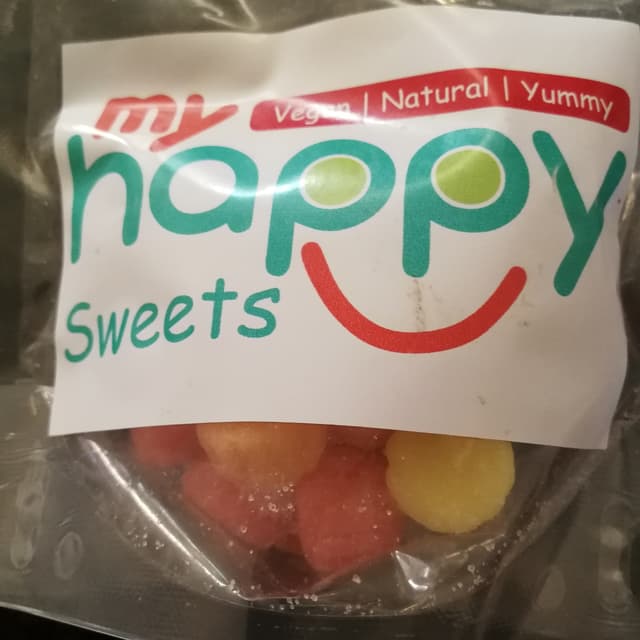 Vegan | Natural | Yummy
my
happy
Sweets